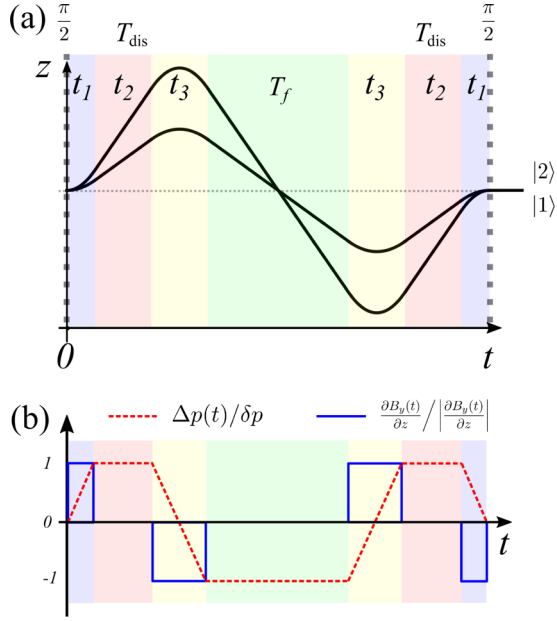 (a)
π/2 π/2
T_dis T_dis
z
t_1 t_2 t_3 T_f t_3 t_2 t_1
|2⟩
|1⟩
0 t
(b)
Δp(t)/δp ∂B_y(t)/∂z / |∂B_y(t)/∂z|
1
0
t
-1